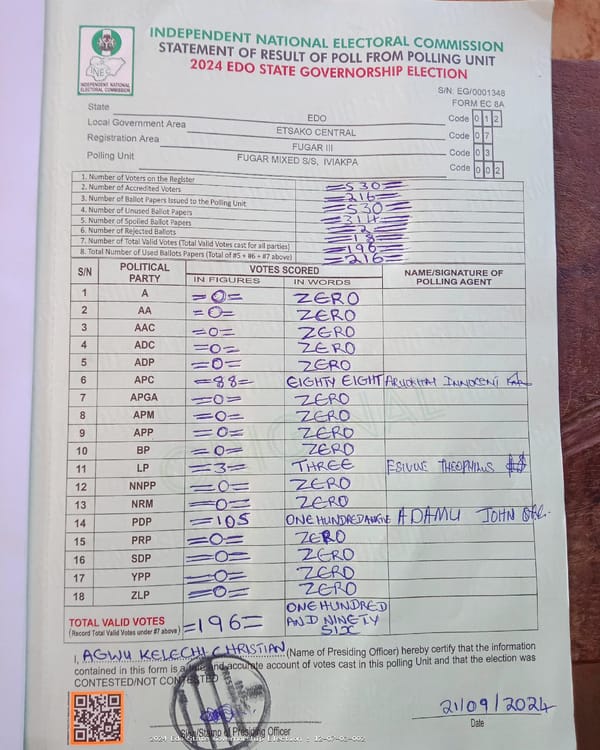 INDEPENDENT NATIONAL ELECTORAL COMMISSION
STATEMENT OF RESULT OF POLL FROM POLLING UNIT
2024 EDO STATE GOVERNORSHIP ELECTION
INEC
INDEPENDENT NATIONAL ELECTORAL COMMISSION
S/N: EG/0001348
FORM EC 8A
State EDO Code 0 1 2
Local Government Area ETSAKO CENTRAL Code 0 7
Registration Area FUGAR III Code 0 3
Polling Unit FUGAR MIXED S/S, IVIAKPA Code 0 0 2
1. Number of Voters on the Register =530=
2. Number of Accredited Voters =216=
3. Number of Ballot Papers Issued to the Polling Unit =530=
4. Number of Unused Ballot Papers =314=
5. Number of Spoiled Ballot Papers =2=
6. Number of Rejected Ballots =18=
7. Number of Total Valid Votes (Total Valid Votes cast for all parties) =196=
8. Total Number of Used Ballots Papers (Total of #5 + #6 + #7 above) =216=
S/N POLITICAL PARTY VOTES SCORED NAME/SIGNATURE OF POLLING AGENT
IN FIGURES IN WORDS
1 A =0= ZERO
2 AA =0= ZERO
3 AAC =0= ZERO
4 ADC =0= ZERO
5 ADP =0= ZERO
6 APC =88= EIGHTY EIGHT INNOCENT
7 APGA =0= ZERO
8 APM =0= ZERO
9 APP =0= ZERO
10 BP =0= ZERO
11 LP =3= THREE THEOPHILUS
12 NNPP =0= ZERO
13 NRM =0= ZERO
14 PDP =105 ONE HUNDRED ADAMU JOHN
15 PRP =0= ZERO
16 SDP =0= ZERO
17 YPP =0= ZERO
18 ZLP =0= ZERO
TOTAL VALID VOTES =196= ONE HUNDRED AND NINETY SIX
(Record Total Valid Votes under #7 above)
I, AGWU KELECHI CHRISTIAN (Name of Presiding Officer) hereby certify that the information
contained in this form is a true and accurate account of votes cast in this polling Unit and that the election was
CONTESTED/NOT CONTESTED
21/09/2024
Sign/Stamp of Presiding Officer Date
2024 Edo State Governorship Election - 12-07-03-002